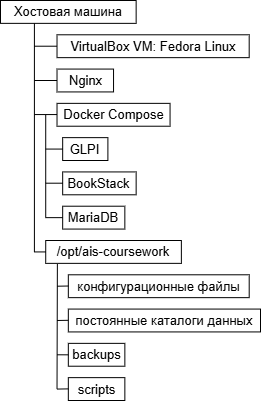 Хостовая машина
VirtualBox VM: Fedora Linux
Nginx
Docker Compose
GLPI
BookStack
MariaDB
/opt/ais-coursework
конфигурационные файлы
постоянные каталоги данных
backups
scripts